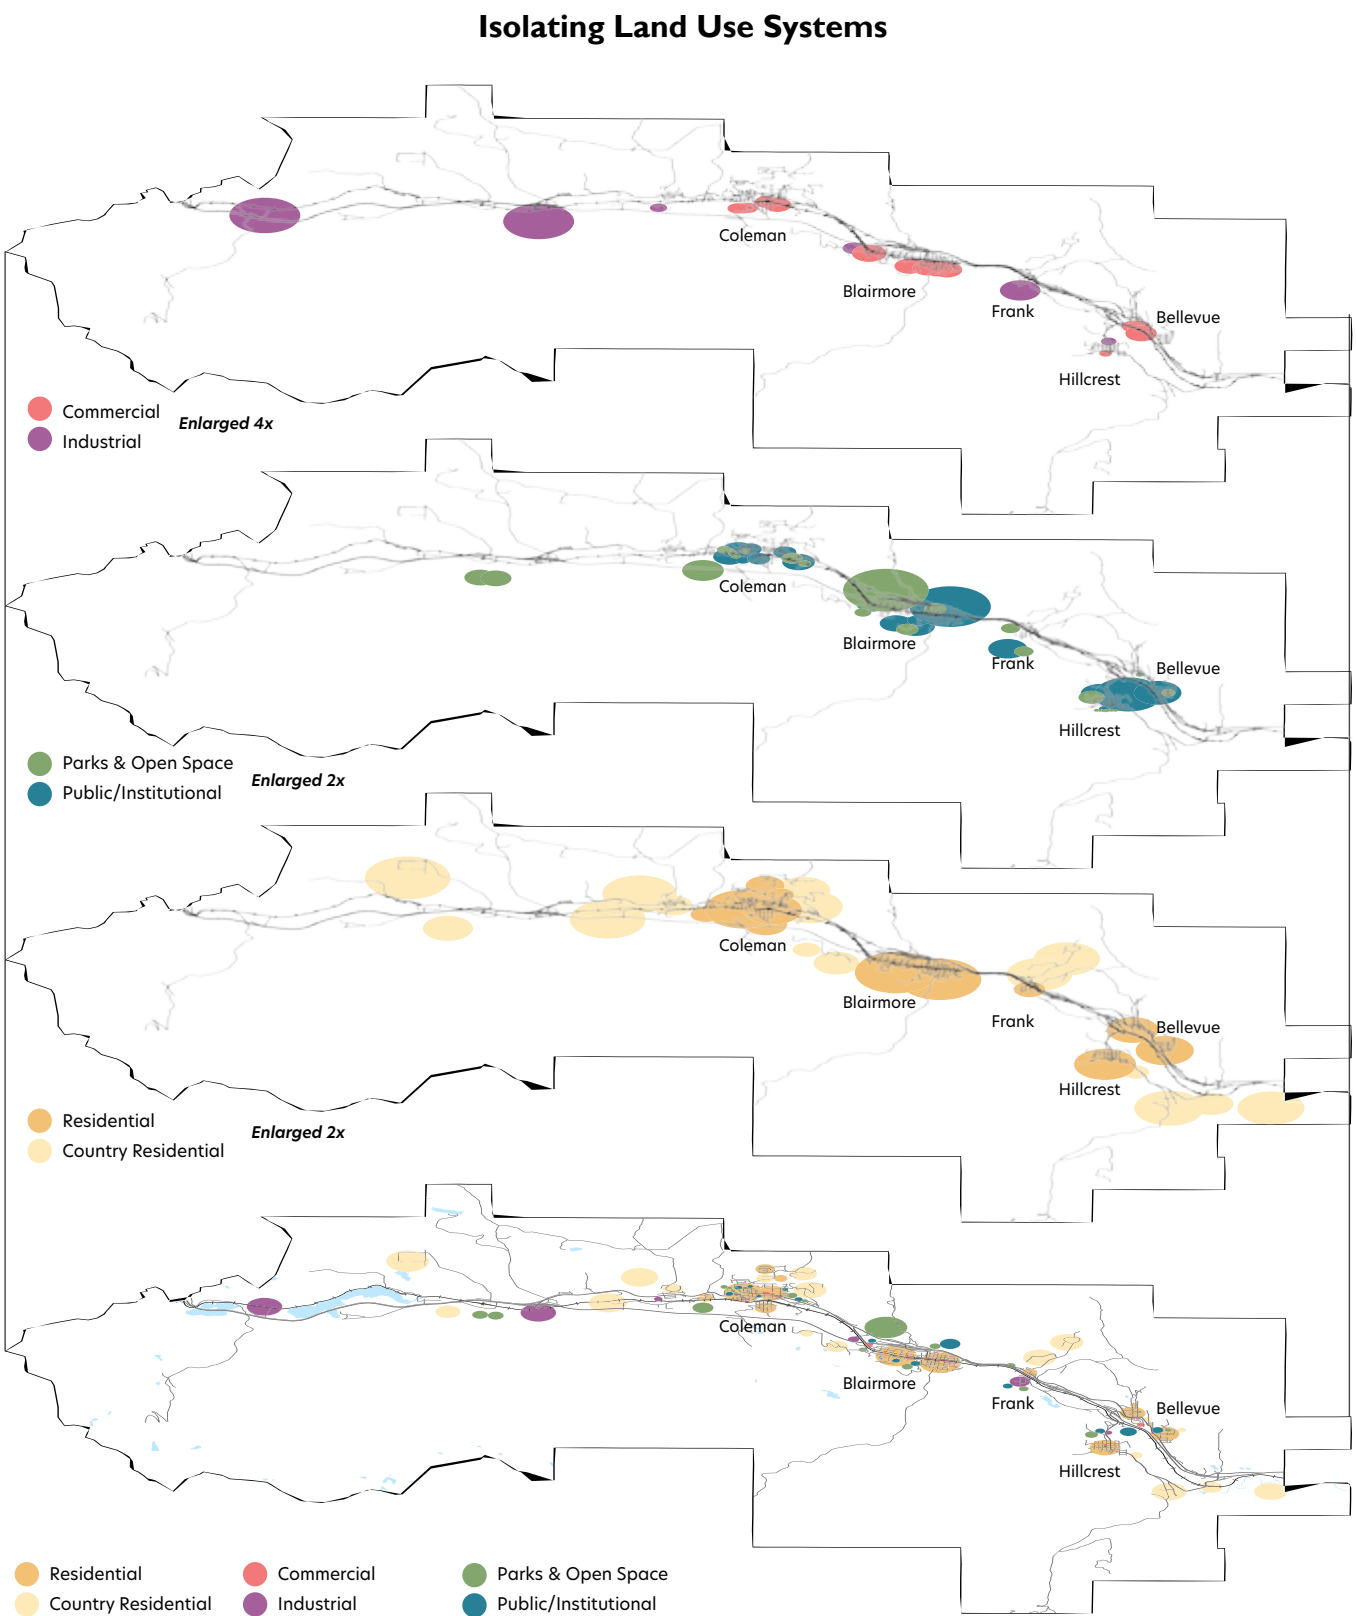 Isolating Land Use Systems
Coleman
Blairmore
Frank
Bellevue
Hillcrest
Commercial
Industrial
Enlarged 4x
Coleman
Blairmore
Frank
Bellevue
Hillcrest
Parks & Open Space
Public/Institutional
Enlarged 2x
Coleman
Blairmore
Frank
Bellevue
Hillcrest
Residential
Country Residential
Enlarged 2x
Coleman
Blairmore
Frank
Bellevue
Hillcrest
Residential
Country Residential
Commercial
Industrial
Parks & Open Space
Public/Institutional